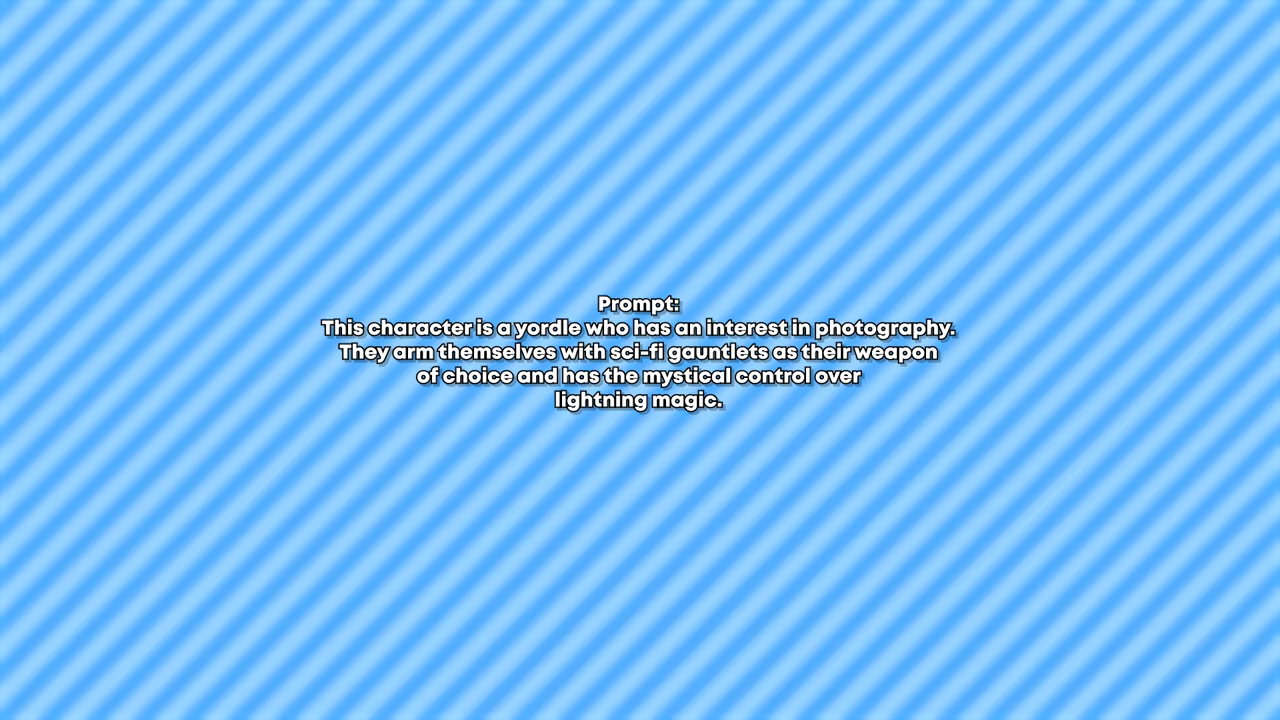 Prompt:
This character is a yordle who has an interest in photography.
They arm themselves with sci-fi gauntlets as their weapon
of choice and has the mystical control over
lightning magic.